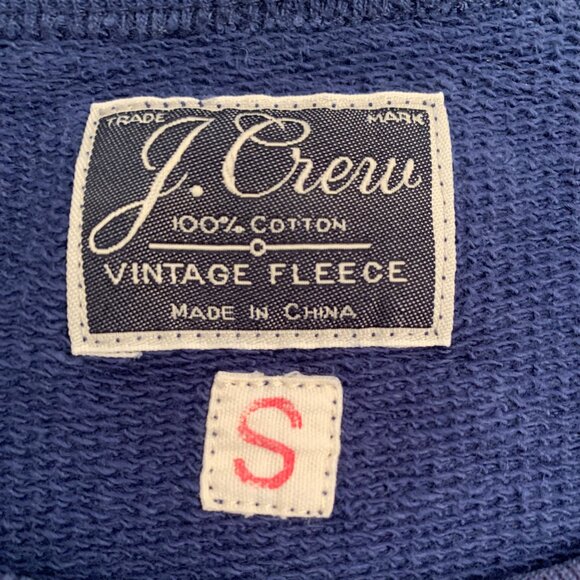 TRADE MARK
J. Crew
100% COTTON
VINTAGE FLEECE
MADE IN CHINA
S